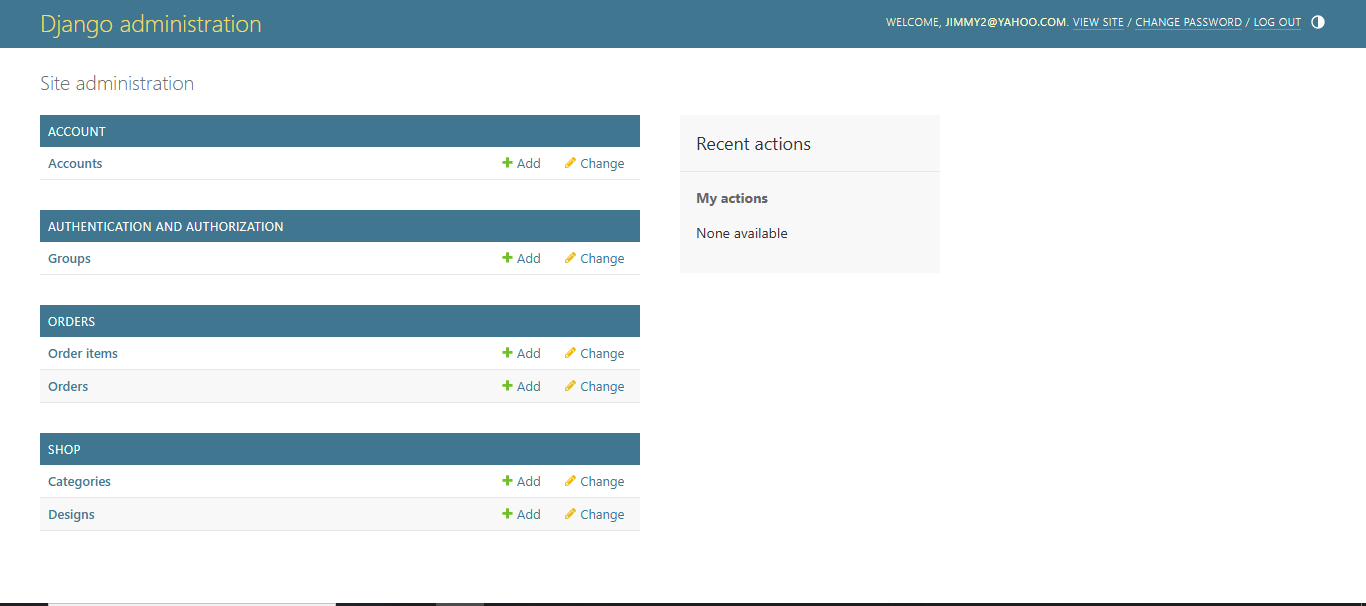 Django administration
WELCOME, JIMMY2@YAHOO.COM. VIEW SITE / CHANGE PASSWORD / LOG OUT
Site administration
ACCOUNT
Accounts Add Change
AUTHENTICATION AND AUTHORIZATION
Groups Add Change
ORDERS
Order items Add Change
Orders Add Change
SHOP
Categories Add Change
Designs Add Change
Recent actions
My actions
None available